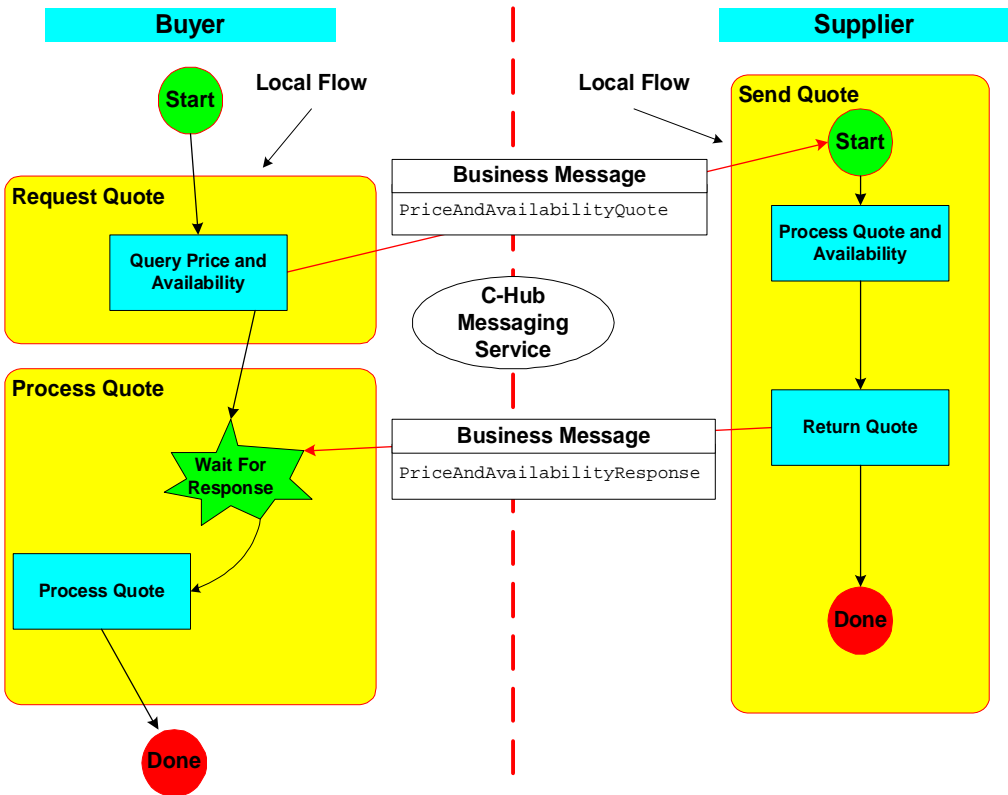 Buyer
Supplier
Start
Local Flow
Local Flow
Send Quote
Start
Business Message
PriceAndAvailabilityQuote
Request Quote
Query Price and
Availability
Process Quote and
Availability
C-Hub
Messaging
Service
Process Quote
Wait For
Response
Business Message
PriceAndAvailabilityResponse
Return Quote
Process Quote
Done
Done